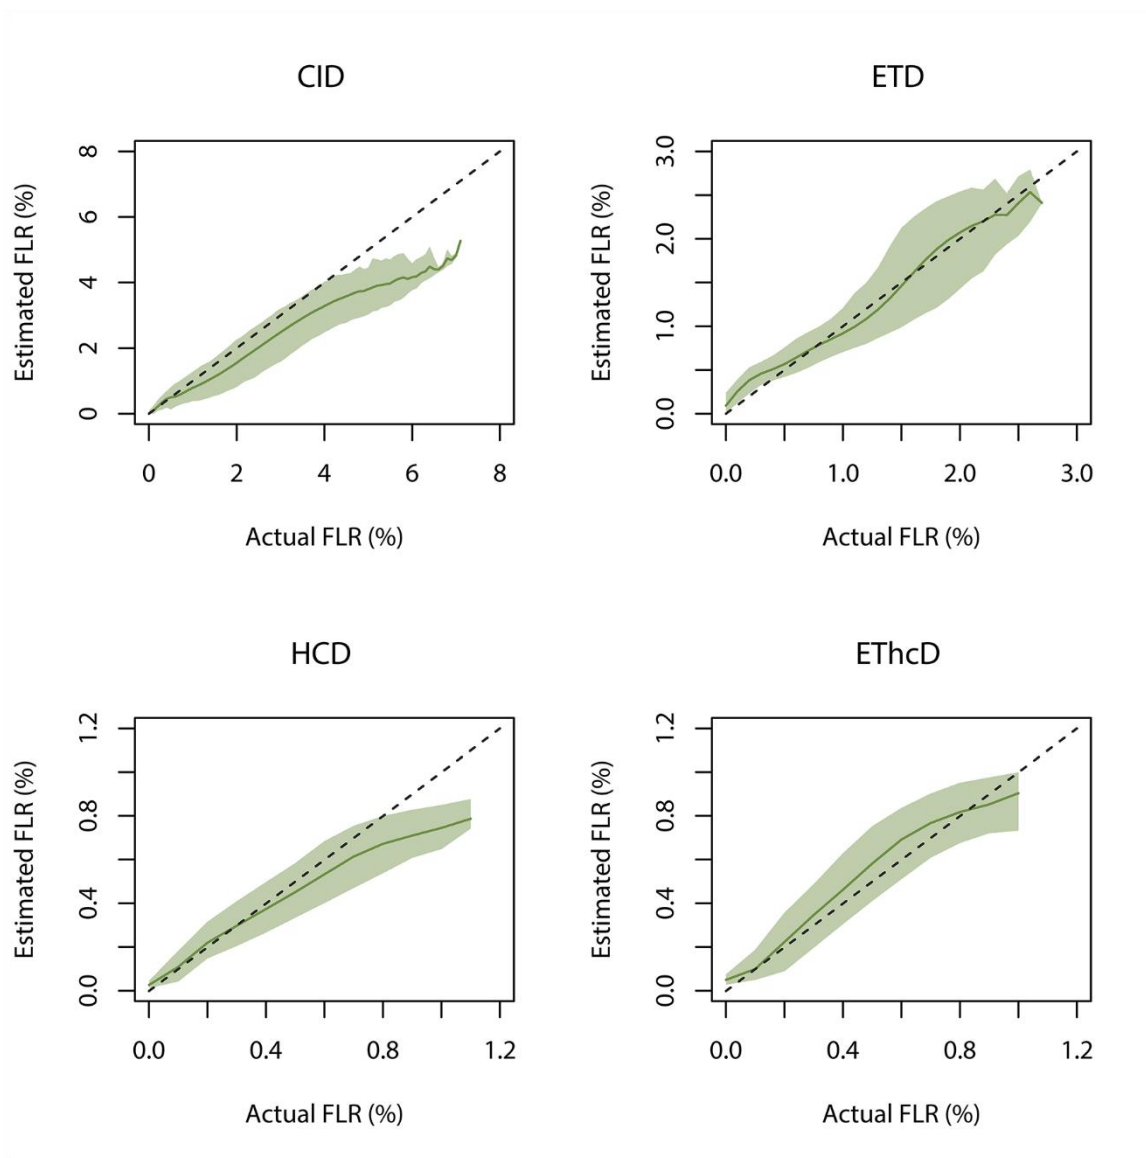 CID
Estimated FLR (%)
8
6
4
2
0
0 2 4 6 8
Actual FLR (%)
ETD
Estimated FLR (%)
3.0
2.0
1.0
0.0
0.0 1.0 2.0 3.0
Actual FLR (%)
HCD
Estimated FLR (%)
1.2
0.8
0.4
0.0
0.0 0.4 0.8 1.2
Actual FLR (%)
EThcD
Estimated FLR (%)
1.2
0.8
0.4
0.0
0.0 0.4 0.8 1.2
Actual FLR (%)